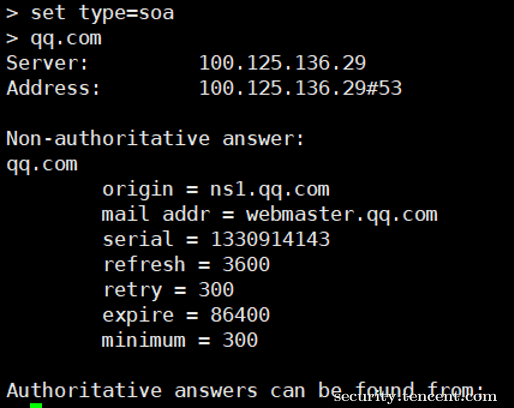 > set type=soa
> qq.com
Server:         100.125.136.29
Address:        100.125.136.29#53

Non-authoritative answer:
qq.com
        origin = ns1.qq.com
        mail addr = webmaster.qq.com
        serial = 1330914143
        refresh = 3600
        retry = 300
        expire = 86400
        minimum = 300

Authoritative answers can be found from:
security.tencent.com